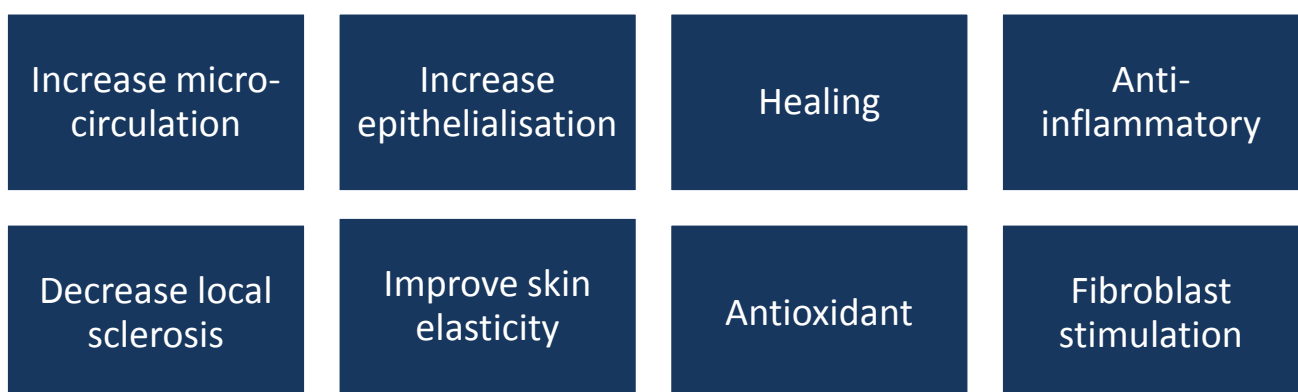 Increase micro-
circulation
Increase
epithelialisation
Healing
Anti-
inflammatory
Decrease local
sclerosis
Improve skin
elasticity
Antioxidant
Fibroblast
stimulation